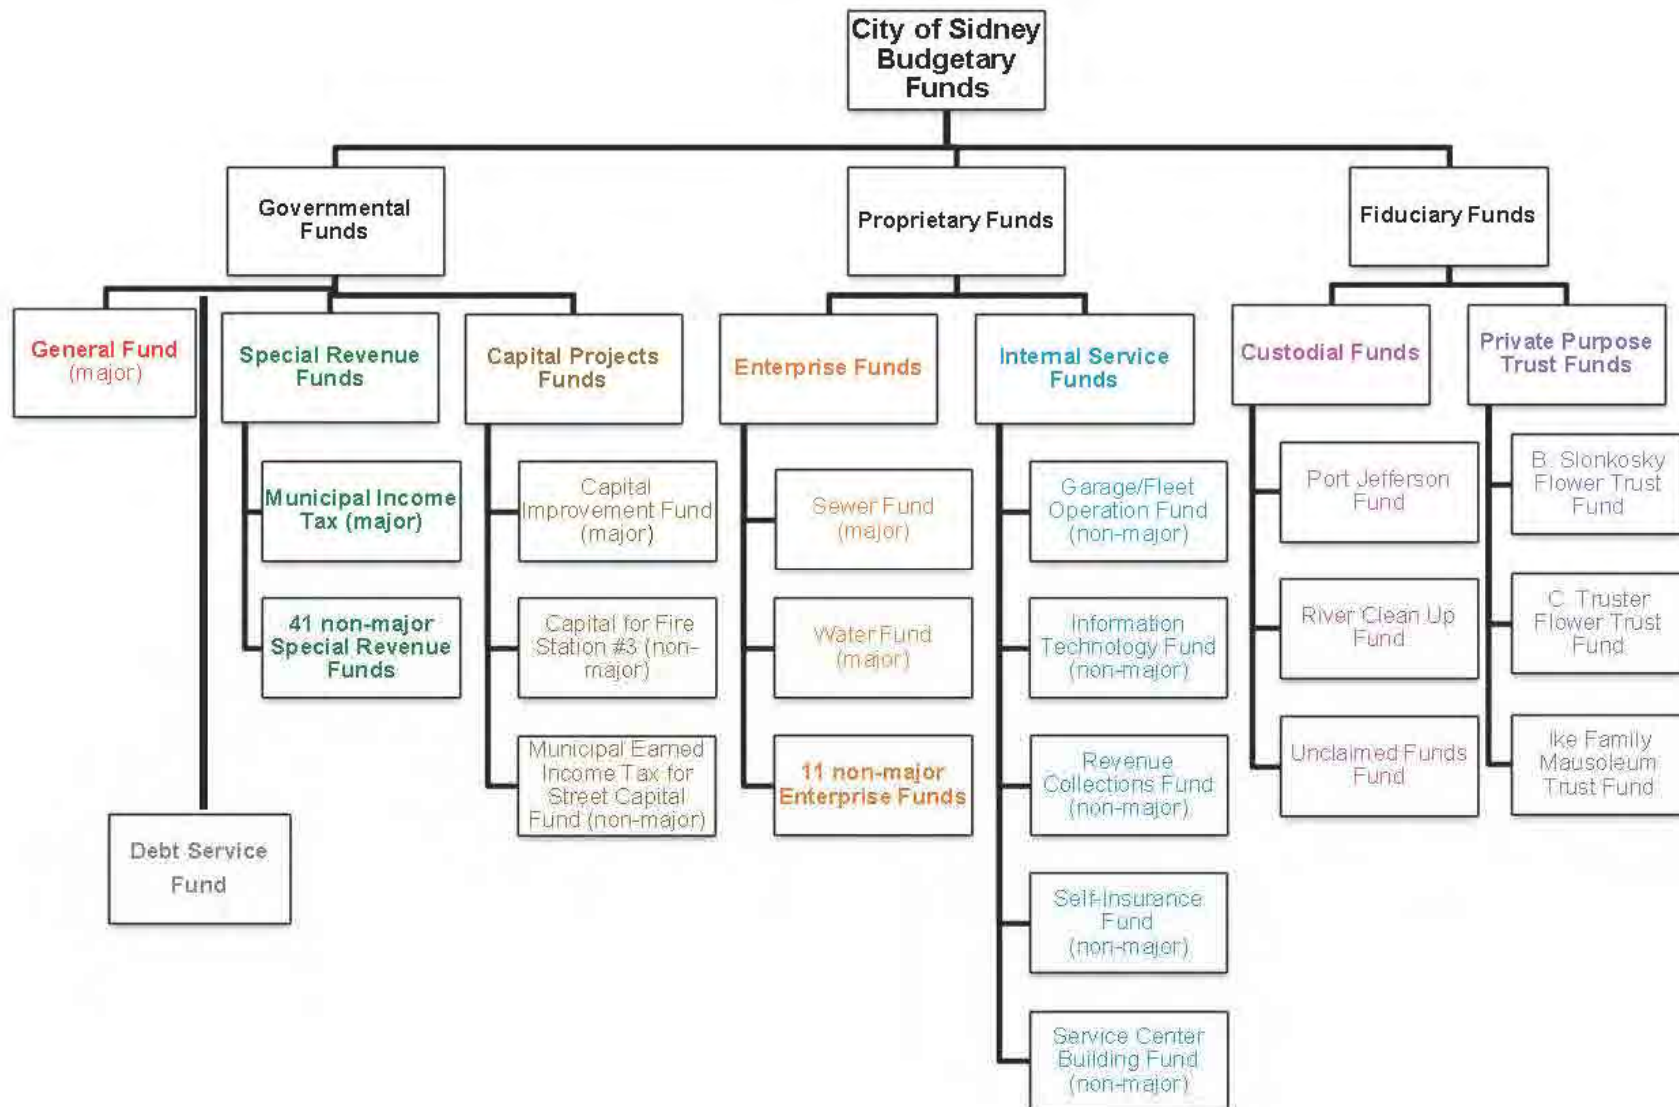 City of Sidney
Budgetary
Funds
Governmental
Funds
Proprietary Funds
Fiduciary Funds
General Fund
(major)
Special Revenue
Funds
Capital Projects
Funds
Enterprise Funds
Internal Service
Funds
Custodial Funds
Private Purpose
Trust Funds
Municipal Income
Tax (major)
41 non-major
Special Revenue
Funds
Capital
Improvement Fund
(major)
Capital for Fire
Station #3 (non-
major)
Municipal Earned
Income Tax for
Street Capital
Fund (non-major)
Sewer Fund
(major)
Water Fund
(major)
11 non-major
Enterprise Funds
Garage/Fleet
Operation Fund
(non-major)
Information
Technology Fund
(non-major)
Revenue
Collections Fund
(non-major)
Self-Insurance
Fund
(non-major)
Service Center
Building Fund
(non-major)
Port Jefferson
Fund
River Clean Up
Fund
Unclaimed Funds
Fund
B. Slonkosky
Flower Trust
Fund
C. Truster
Flower Trust
Fund
Ike Family
Mausoleum
Trust Fund
Debt Service
Fund